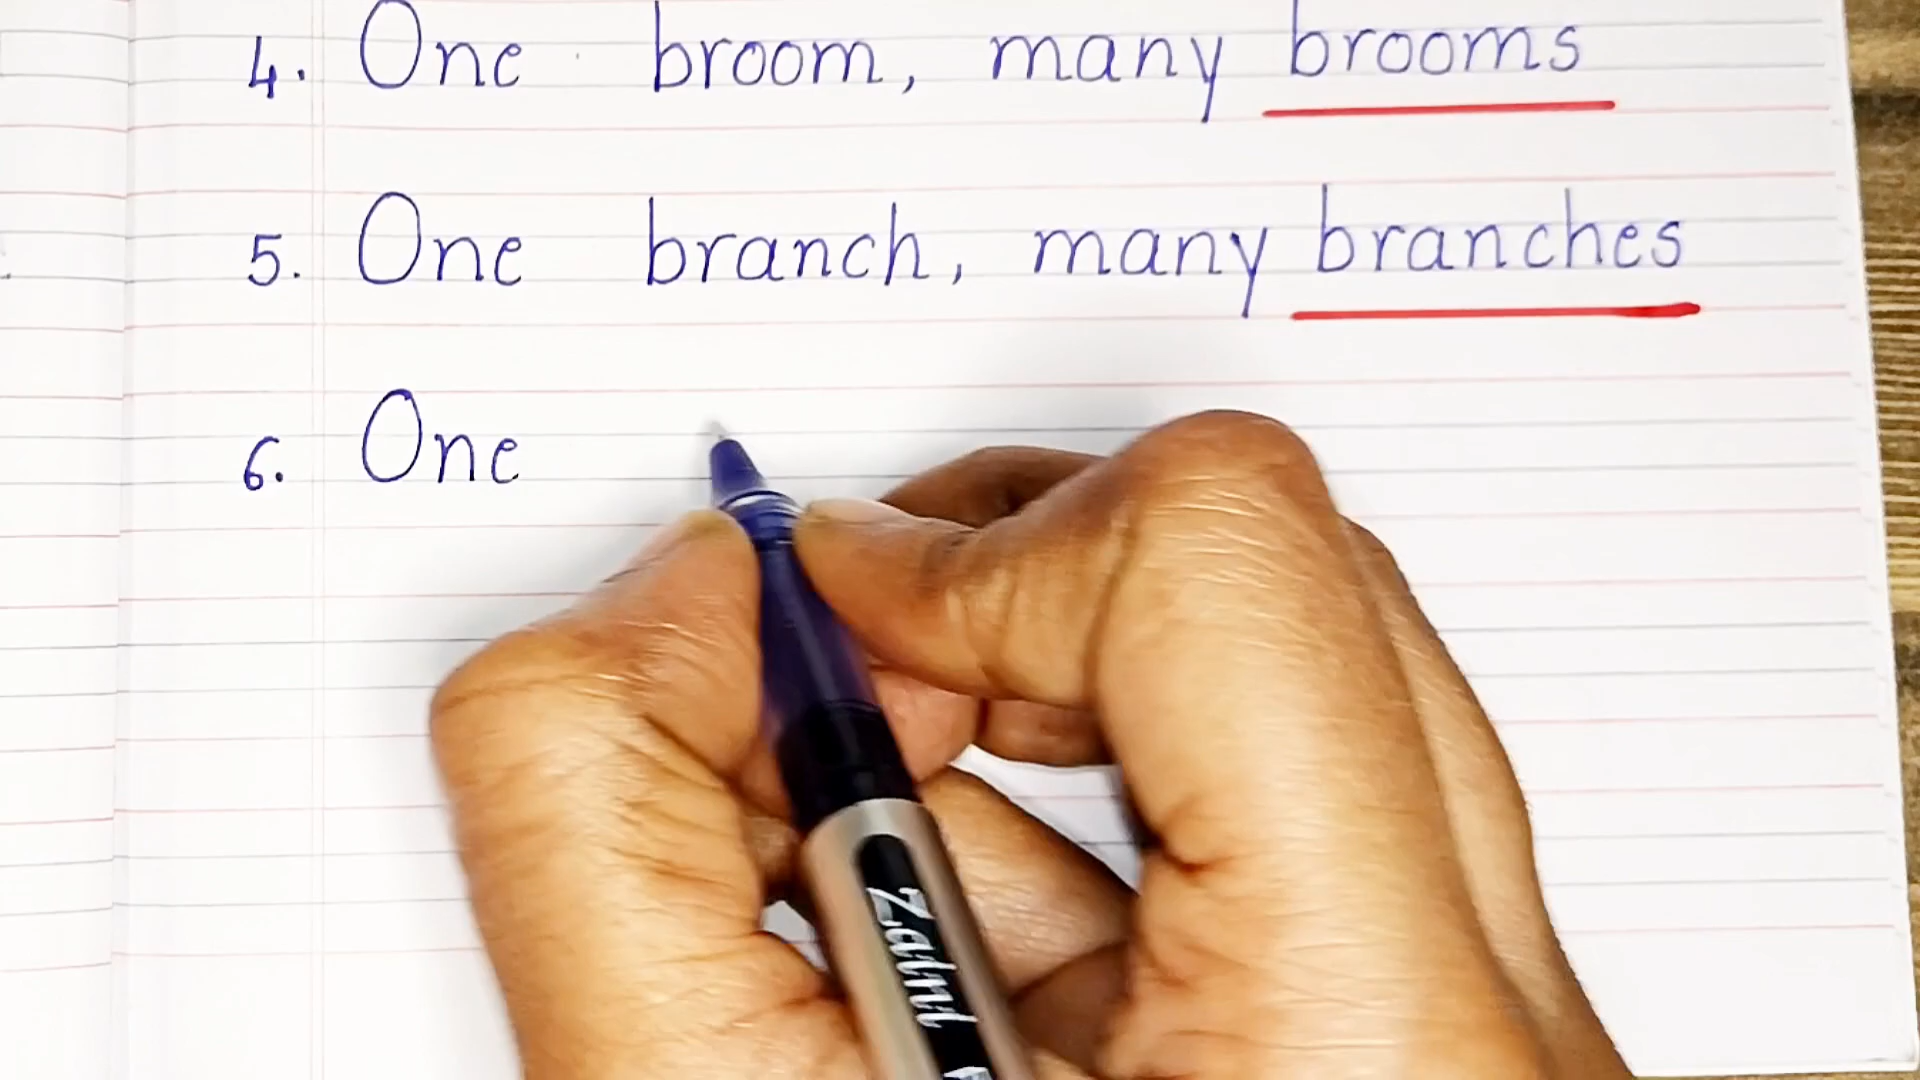 4. One broom, many brooms
5. One branch, many branches
6. One